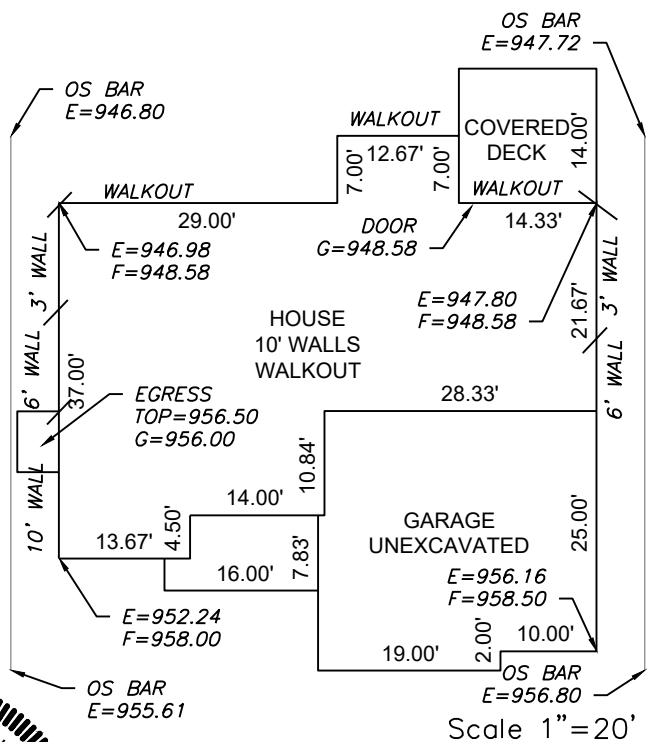 OS BAR
E=947.72
OS BAR
E=946.80
WALKOUT
12.67'
7.00'
7.00'
COVERED
DECK
14.00'
WALKOUT
29.00'
WALKOUT
14.33'
DOOR
G=948.58
E=946.98
F=948.58
3' WALL
6' WALL
10' WALL
37.00'
HOUSE
10' WALLS
WALKOUT
E=947.80
F=948.58
21.67'
3' WALL
6' WALL
EGRESS
TOP=956.50
G=956.00
28.33'
10.84'
14.00'
13.67'
4.50'
16.00'
7.83'
GARAGE
UNEXCAVATED
25.00'
E=956.16
F=958.50
E=952.24
F=958.00
19.00'
2.00'
10.00'
OS BAR
E=955.61
OS BAR
E=956.80
Scale 1"=20'